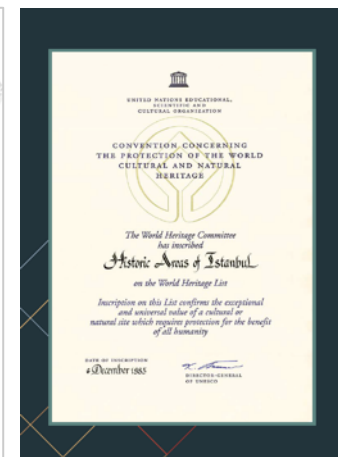 UNITED NATIONS EDUCATIONAL,
SCIENTIFIC AND
CULTURAL ORGANIZATION
CONVENTION CONCERNING
THE PROTECTION OF THE WORLD
CULTURAL AND NATURAL
HERITAGE
The World Heritage Committee
has inscribed
Historic Areas of Istanbul
on the World Heritage List
Inscription on this List confirms the exceptional
and universal value of a cultural or
natural site which requires protection for the benefit
of all humanity
DATE OF INSCRIPTION
6 December 1985
DIRECTOR-GENERAL
OF UNESCO